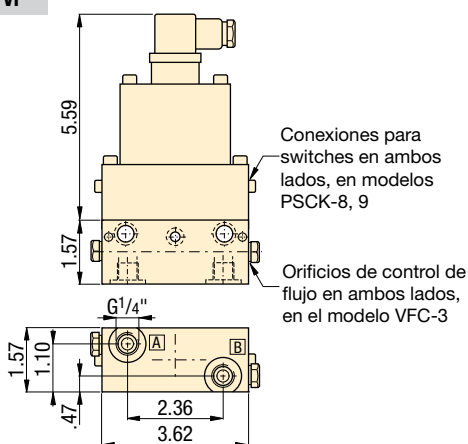 5.59
1.57
Conexiones para
switches en ambos
lados, en modelos
PSCK-8, 9
Orificios de control de
flujo en ambos lados,
en el modelo VFC-3
G1/4"
A
B
1.57
1.10
.47
2.36
3.62